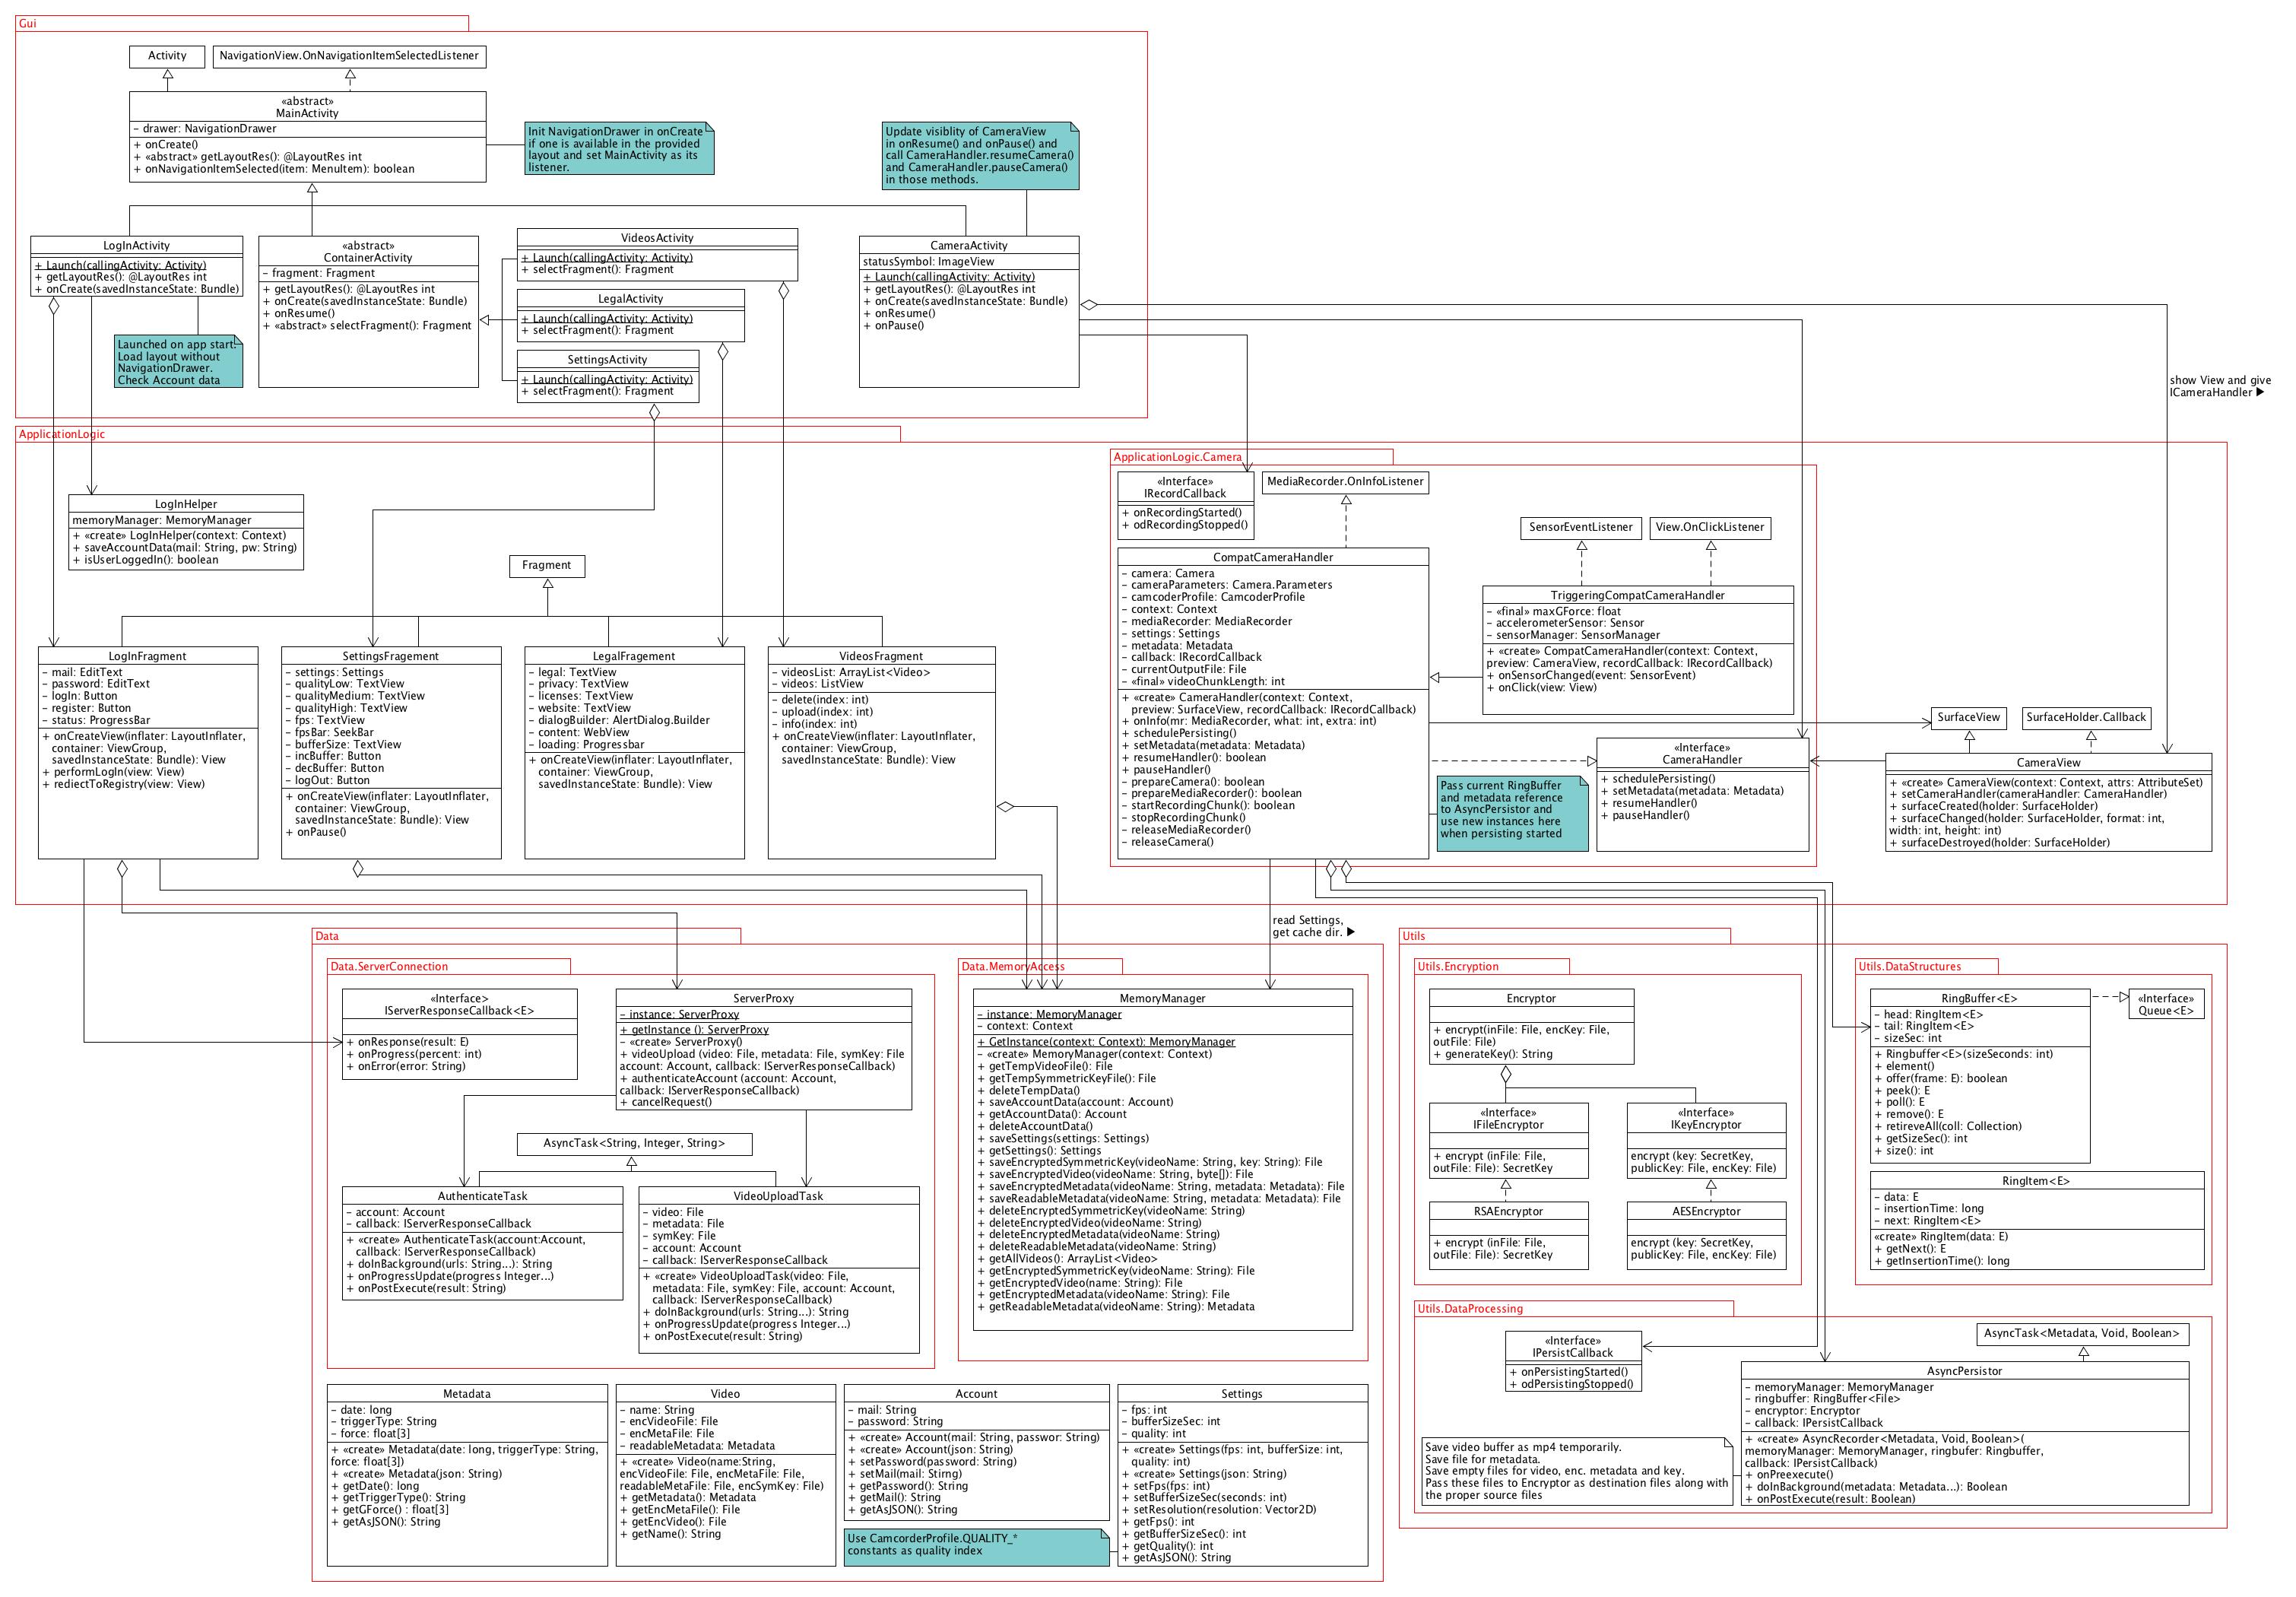 Gui
Activity
NavigationView.OnNavigationItemSelectedListener
«abstract»
MainActivity
– drawer: NavigationDrawer
+ onCreate()
+ «abstract» getLayoutRes(): @LayoutRes int
+ onNavigationItemSelected(item: MenuItem): boolean
Init NavigationDrawer in onCreate
if one is available in the provided
layout and set MainActivity as its
listener.
Update visiblity of CameraView
in onResume() and onPause() and
call CameraHandler.resumeCamera()
and CameraHandler.pauseCamera()
in those methods.
LogInActivity
+ Launch(callingActivity: Activity)
+ getLayoutRes(): @LayoutRes int
+ onCreate(savedInstanceState: Bundle)
Launched on app start.
Load layout without
NavigationDrawer.
Check Account data
«abstract»
ContainerActivity
– fragment: Fragment
+ getLayoutRes(): @LayoutRes int
+ onCreate(savedInstanceState: Bundle)
+ onResume()
+ «abstract» selectFragment(): Fragment
VideosActivity
+ Launch(callingActivity: Activity)
+ selectFragment(): Fragment
LegalActivity
+ Launch(callingActivity: Activity)
+ selectFragment(): Fragment
SettingsActivity
+ Launch(callingActivity: Activity)
+ selectFragment(): Fragment
CameraActivity
statusSymbol: ImageView
+ Launch(callingActivity: Activity)
+ getLayoutRes(): @LayoutRes int
+ onCreate(savedInstanceState: Bundle)
+ onResume()
+ onPause()
show View and give
ICameraHandler ▶
ApplicationLogic
LogInHelper
memoryManager: MemoryManager
+ «create» LogInHelper(context: Context)
+ saveAccountData(mail: String, pw: String)
+ isUserLoggedIn(): boolean
Fragment
LogInFragment
– mail: EditText
– password: EditText
– logIn: Button
– register: Button
– status: ProgressBar
+ onCreateView(inflater: LayoutInflater,
container: ViewGroup,
savedInstanceState: Bundle): View
+ performLogIn(view: View)
+ rediectToRegistry(view: View)
SettingsFragement
– settings: Settings
– qualityLow: TextView
– qualityMedium: TextView
– qualityHigh: TextView
– fps: TextView
– fpsBar: SeekBar
– bufferSize: TextView
– incBuffer: Button
– decBuffer: Button
– logOut: Button
+ onCreateView(inflater: LayoutInflater,
container: ViewGroup,
savedInstanceState: Bundle): View
+ onPause()
LegalFragement
– legal: TextView
– privacy: TextView
– licenses: TextView
– website: TextView
– dialogBuilder: AlertDialog.Builder
– content: WebView
– loading: Progressbar
+ onCreateView(inflater: LayoutInflater,
container: ViewGroup,
savedInstanceState: Bundle): View
VideosFragment
– videosList: ArrayList<Video>
– videos: ListView
– delete(index: int)
– upload(index: int)
– info(index: int)
+ onCreateView(inflater: LayoutInflater,
container: ViewGroup,
savedInstanceState: Bundle): View
ApplicationLogic.Camera
«Interface»
IRecordCallback
+ onRecordingStarted()
+ odRecordingStopped()
MediaRecorder.OnInfoListener
CompatCameraHandler
– camera: Camera
– cameraParameters: Camera.Parameters
– camcoderProfile: CamcoderProfile
– context: Context
– mediaRecorder: MediaRecorder
– settings: Settings
– metadata: Metadata
– callback: IRecordCallback
– currentOutputFile: File
– «final» videoChunkLength: int
+ «create» CameraHandler(context: Context,
preview: SurfaceView, recordCallback: IRecordCallback)
+ onInfo(mr: MediaRecorder, what: int, extra: int)
+ schedulePersisting()
+ setMetadata(metadata: Metadata)
+ resumeHandler(): boolean
+ pauseHandler()
– prepareCamera(): boolean
– prepareMediaRecorder(): boolean
– startRecordingChunk(): boolean
– stopRecordingChunk()
– releaseMediaRecorder()
– releaseCamera()
SensorEventListener
View.OnClickListener
TriggeringCompatCameraHandler
– «final» maxGForce: float
– accelerometerSensor: Sensor
– sensorManager: SensorManager
+ «create» CompatCameraHandler(context: Context,
preview: CameraView, recordCallback: IRecordCallback)
+ onSensorChanged(event: SensorEvent)
+ onClick(view: View)
Pass current RingBuffer
and metadata reference
to AsyncPersistor and
use new instances here
when persisting started
«Interface»
CameraHandler
+ schedulePersisting()
+ setMetadata(metadata: Metadata)
+ resumeHandler()
+ pauseHandler()
SurfaceView
SurfaceHolder.Callback
CameraView
+ «create» CameraView(context: Context, attrs: AttributeSet)
+ setCameraHandler(cameraHandler: CameraHandler)
+ surfaceCreated(holder: SurfaceHolder)
+ surfaceChanged(holder: SurfaceHolder, format: int,
width: int, height: int)
+ surfaceDestroyed(holder: SurfaceHolder)
read Settings,
get cache dir. ▶
Data
Data.ServerConnection
«Interface>
IServerResponseCallback<E>
+ onResponse(result: E)
+ onProgress(percent: int)
+ onError(error: String)
ServerProxy
– instance: ServerProxy
+ getInstance (): ServerProxy
– «create» ServerProxy()
+ videoUpload (video: File, metadata: File, symKey: File
account: Account, callback: IServerResponseCallback)
+ authenticateAccount (account: Account,
callback: IServerResponseCallback)
+ cancelRequest()
AsyncTask<String, Integer, String>
AuthenticateTask
– account: Account
– callback: IServerResponseCallback
+ «create» AuthenticateTask(account:Account,
callback: IServerResponseCallback)
+ doInBackground(urls: String...): String
+ onProgressUpdate(progress Integer...)
+ onPostExecute(result: String)
VideoUploadTask
– video: File
– metadata: File
– symKey: File
– account: Account
– callback: IServerResponseCallback
+ «create» VideoUploadTask(video: File,
metadata: File, symKey: File, account: Account,
callback: IServerResponseCallback)
+ doInBackground(urls: String...): String
+ onProgressUpdate(progress Integer...)
+ onPostExecute(result: String)
Data.MemoryAccess
MemoryManager
– instance: MemoryManager
– context: Context
+ GetInstance(context: Context): MemoryManager
– «create» MemoryManager(context: Context)
+ getTempVideoFile(): File
+ getTempSymmetricKeyFile(): File
+ deleteTempData()
+ saveAccountData(account: Account)
+ getAccountData(): Account
+ deleteAccountData()
+ saveSettings(settings: Settings)
+ getSettings(): Settings
+ saveEncryptedSymmetricKey(videoName: String, key: String): File
+ saveEncryptedVideo(videoName: String, byte[]): File
+ saveEncryptedMetadata(videoName: String, metadata: Metadata): File
+ saveReadableMetadata(videoName: String, metadata: Metadata): File
+ deleteEncryptedSymmetricKey(videoName: String)
+ deleteEncryptedVideo(videoName: String)
+ deleteEncryptedMetadata(videoName: String)
+ deleteReadableMetadata(videoName: String)
+ getAllVideos(): ArrayList<Video>
+ getEncryptedSymmetricKey(videoName: String): File
+ getEncryptedVideo(name: String): File
+ getEncryptedMetadata(videoName: String): File
+ getReadableMetadata(videoName: String): Metadata
Metadata
– date: long
– triggerType: String
– force: float[3]
+ «create» Metadata(date: long, triggerType: String,
force: float[3])
+ «create» Metadata(json: String)
+ getDate(): long
+ getTriggerType(): String
+ getGForce() : float[3]
+ getAsJSON(): String
Video
– name: String
– encVideoFile: File
– encMetaFile: File
– readableMetadata: Metadata
+ «create» Video(name:String,
encVideoFile: File, encMetaFile: File,
readableMetaFile: File, encSymKey: File)
+ getMetadata(): Metadata
+ getEncMetaFile(): File
+ getEncVideo(): File
+ getName(): String
Account
– mail: String
– password: String
+ «create» Account(mail: String, passwor: String)
+ «create» Account(json: String)
+ setPassword(password: String)
+ setMail(mail: Stirng)
+ getPassword(): String
+ getMail(): String
+ getAsJSON(): String
Use CamcorderProfile.QUALITY_*
constants as quality index
Settings
– fps: int
– bufferSizeSec: int
– quality: int
+ «create» Settings(fps: int, bufferSize: int,
quality: int)
+ «create» Settings(json: String)
+ setFps(fps: int)
+ setBufferSizeSec(seconds: int)
+ setResolution(resolution: Vector2D)
+ getFps(): int
+ getBufferSizeSec(): int
+ getQuality(): int
+ getAsJSON(): String
Utils
Utils.Encryption
Encryptor
+ encrypt(inFile: File, encKey: File,
outFile: File)
+ generateKey(): String
«Interface»
IFileEncryptor
+ encrypt (inFile: File,
outFile: File): SecretKey
«Interface»
IKeyEncryptor
encrypt (key: SecretKey,
publicKey: File, encKey: File)
RSAEncryptor
+ encrypt (inFile: File,
outFile: File): SecretKey
AESEncryptor
encrypt (key: SecretKey,
publicKey: File, encKey: File)
Utils.DataStructures
RingBuffer<E>
– head: RingItem<E>
– tail: RingItem<E>
– sizeSec: int
+ Ringbuffer<E>(sizeSeconds: int)
+ element()
+ offer(frame: E): boolean
+ peek(): E
+ poll(): E
+ remove(): E
+ retireveAll(coll: Collection)
+ getSizeSec(): int
+ size(): int
«Interface»
Queue<E>
RingItem<E>
– data: E
– insertionTime: long
– next: RingItem<E>
«create» RingItem(data: E)
+ getNext(): E
+ getInsertionTime(): long
Utils.DataProcessing
«Interface»
IPersistCallback
+ onPersistingStarted()
+ odPersistingStopped()
AsyncTask<Metadata, Void, Boolean>
AsyncPersistor
– memoryManager: MemoryManager
– ringbuffer: RingBuffer<File>
– encryptor: Encryptor
– callback: IPersistCallback
+ «create» AsyncRecorder<Metadata, Void, Boolean>(
memoryManager: MemoryManager, ringbufer: Ringbuffer,
callback: IPersistCallback)
+ onPreexecute()
+ doInBackground(metadata: Metadata...): Boolean
+ onPostExecute(result: Boolean)
Save video buffer as mp4 temporarily.
Save file for metadata.
Save empty files for video, enc. metadata and key.
Pass these files to Encryptor as destination files along with
the proper source files